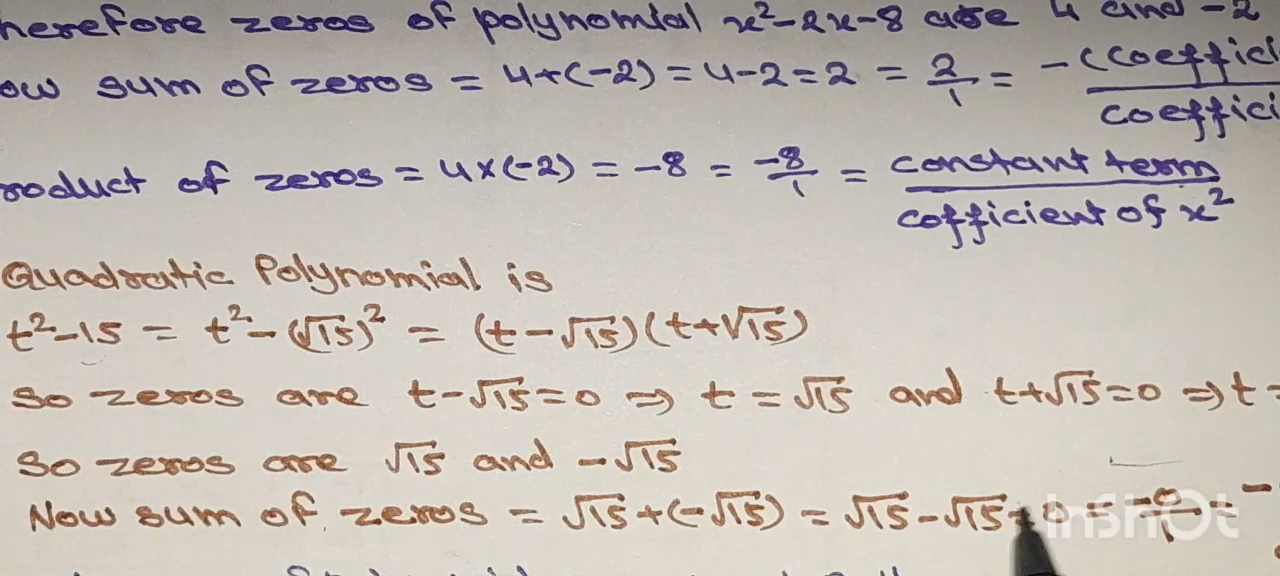 herefore zeros of polynomial x²-2x-8 are 4 and -2
ow sum of zeros = 4+(-2) = 4-2=2 = 2/1 = -(coeffici/coeffici
roduct of zeros = 4×(-2) = -8 = -8/1 = constant term/cofficient of x²
Quadratic Polynomial is
t²-15 = t²-(√15)² = (t-√15)(t+√15)
so zeros are t-√15=0 ⇒ t=√15 and t+√15=0 ⇒ t=
So zeros are √15 and -√15
Now sum of zeros = √15+(-√15) = √15-√15 = 0 = -0/1 = -
InShOt